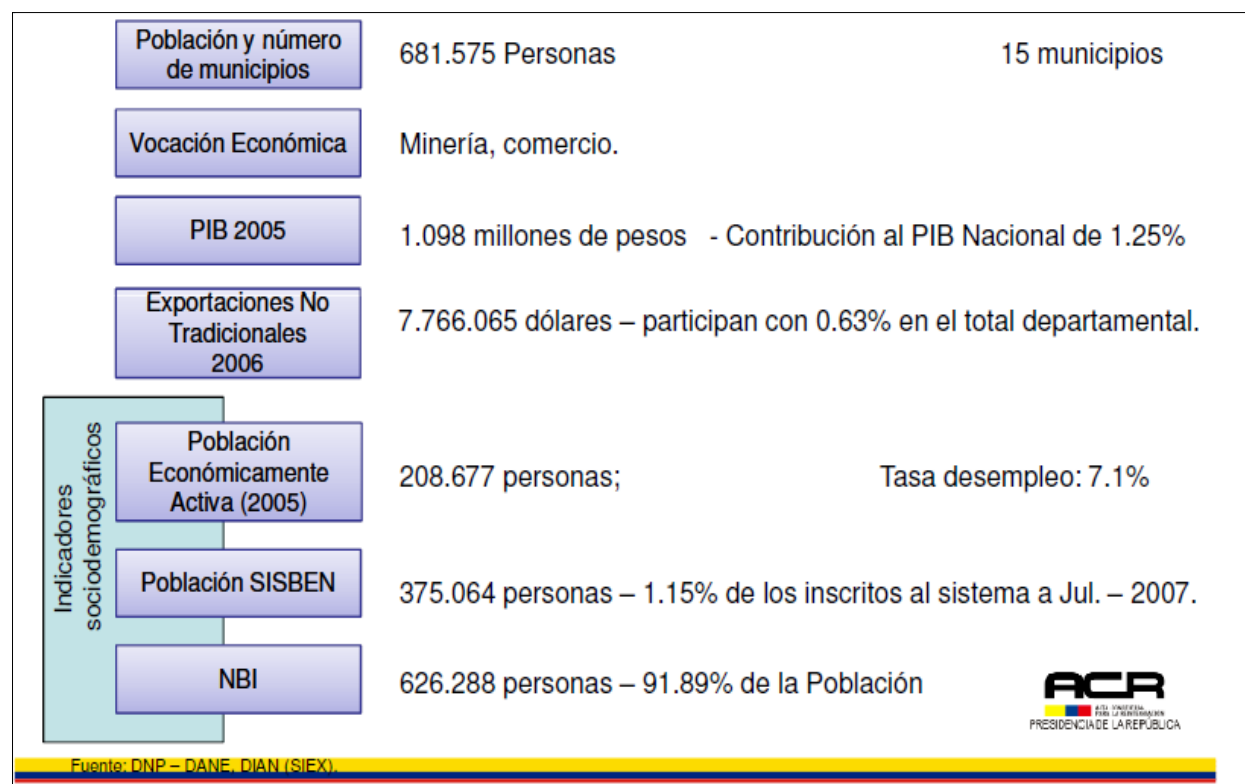 Población y número
de municipios
681.575 Personas
15 municipios
Vocación Económica
Minería, comercio.
PIB 2005
1.098 millones de pesos - Contribución al PIB Nacional de 1.25%
Exportaciones No
Tradicionales
2006
7.766.065 dólares – participan con 0.63% en el total departamental.
Indicadores
sociodemográficos
Población
Económicamente
Activa (2005)
208.677 personas;
Tasa desempleo: 7.1%
Población SISBEN
375.064 personas – 1.15% de los inscritos al sistema a Jul. – 2007.
NBI
626.288 personas – 91.89% de la Población
ACR
PRESIDENCIA DE LA REPÚBLICA
Fuente: DNP – DANE, DIAN (SIEX).